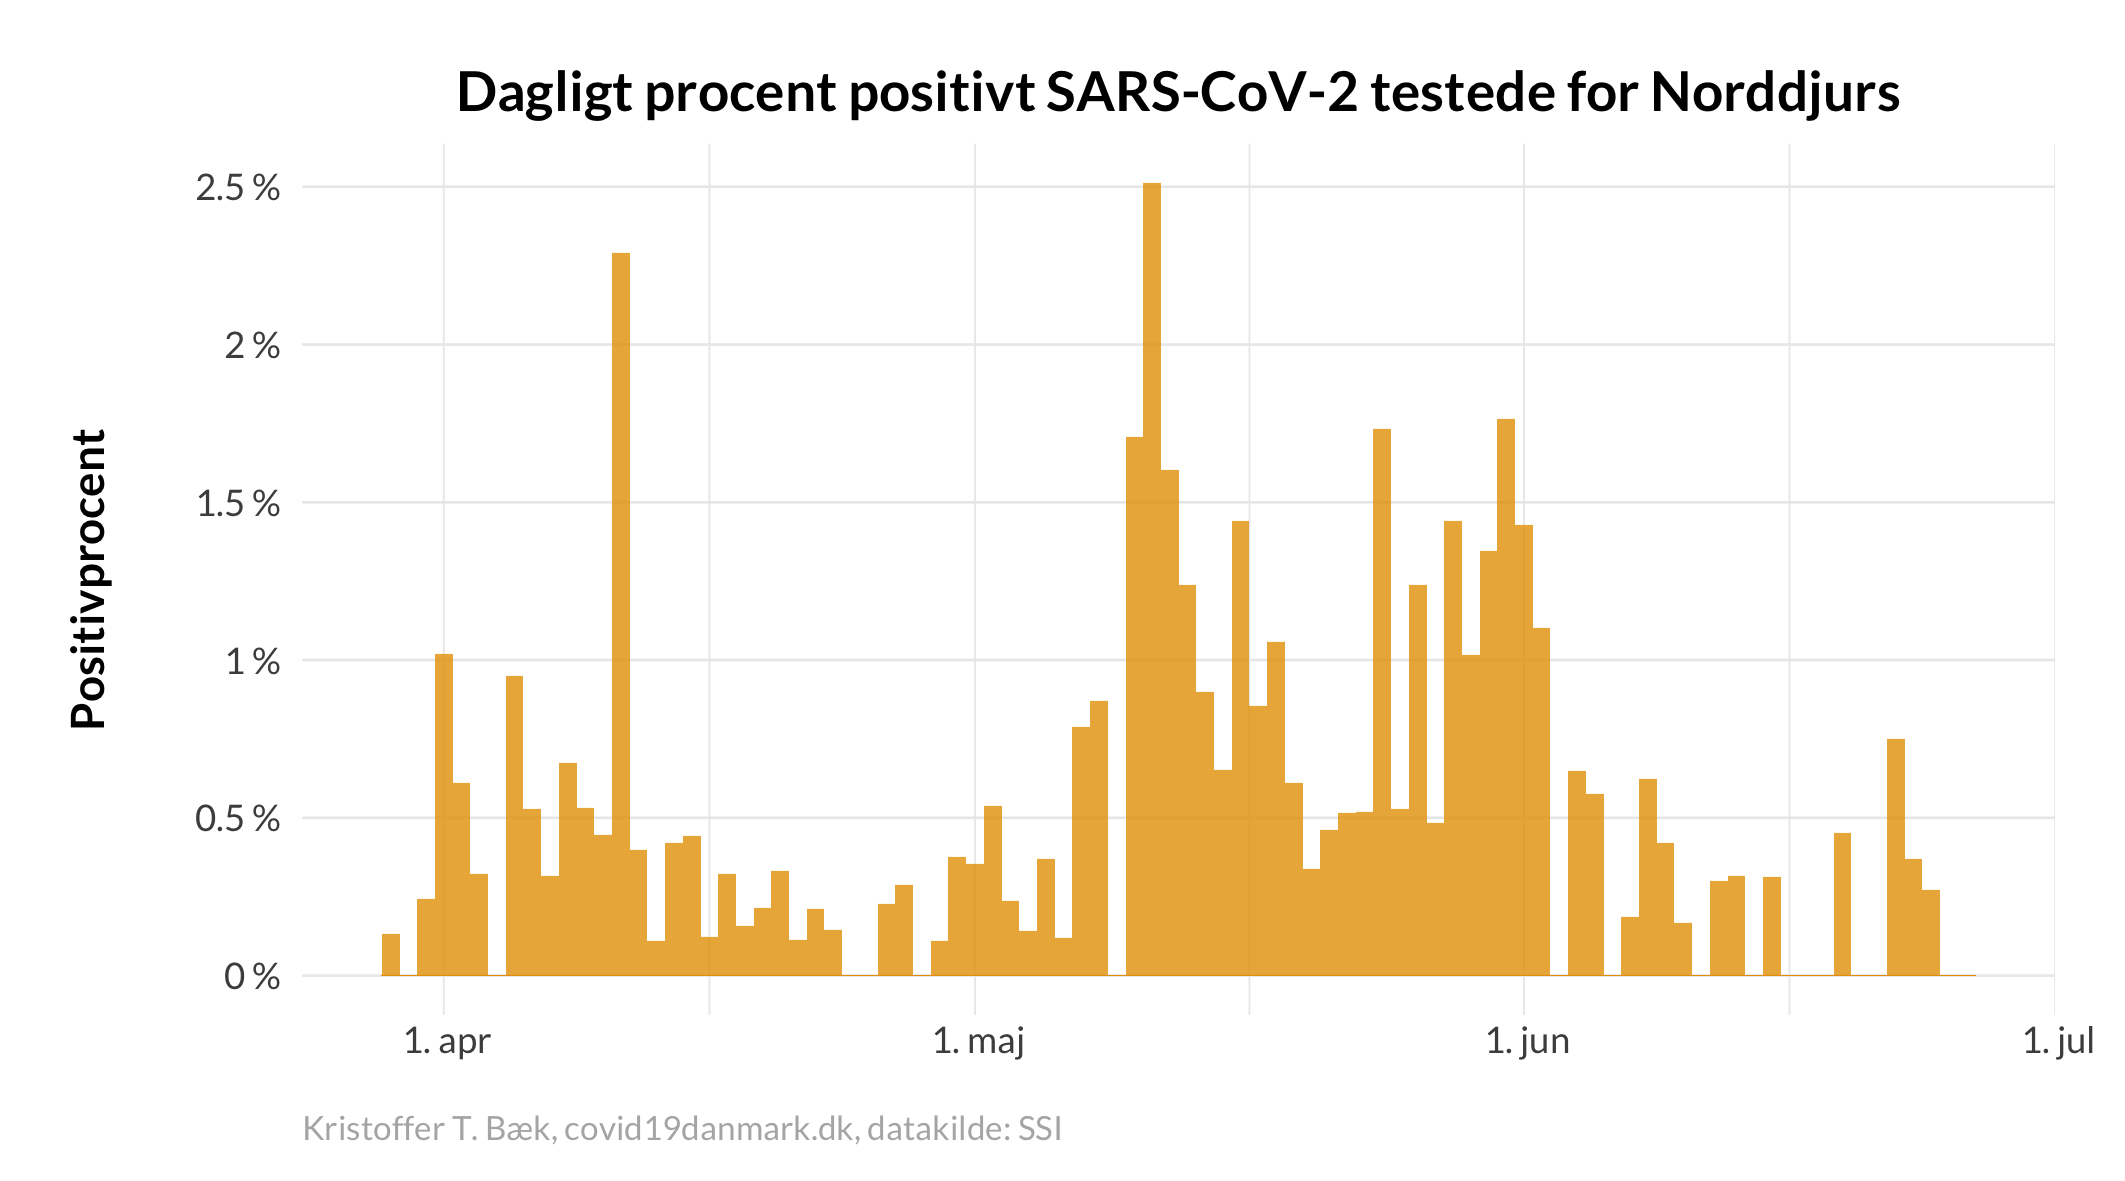 Dagligt procent positivt SARS-CoV-2 testede for Norddjurs
Positivprocent
2.5 %
2 %
1.5 %
1 %
0.5 %
0 %
1. apr
1. maj
1. jun
1. jul
Kristoffer T. Bæk, covid19danmark.dk, datakilde: SSI